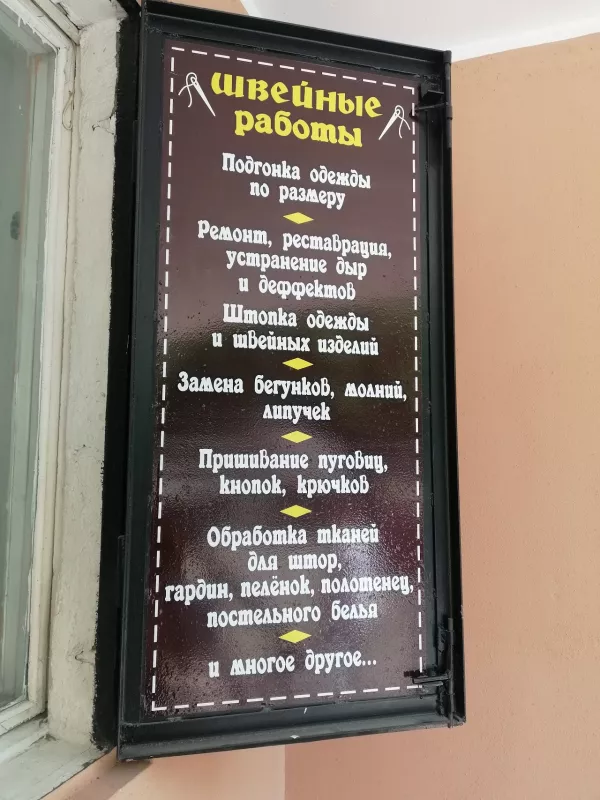 Швейные
работы
Подгонка одежды
по размеру
Ремонт, реставрация,
устранение дыр
и деффектов
Штопка одежды
и швейных изделий
Замена бегунков, молний,
липучек
Пришивание пуговиц,
кнопок, крючков
Обработка тканей
для штор,
гардин, пелёнок, полотенец,
постельного белья
и многое другое...